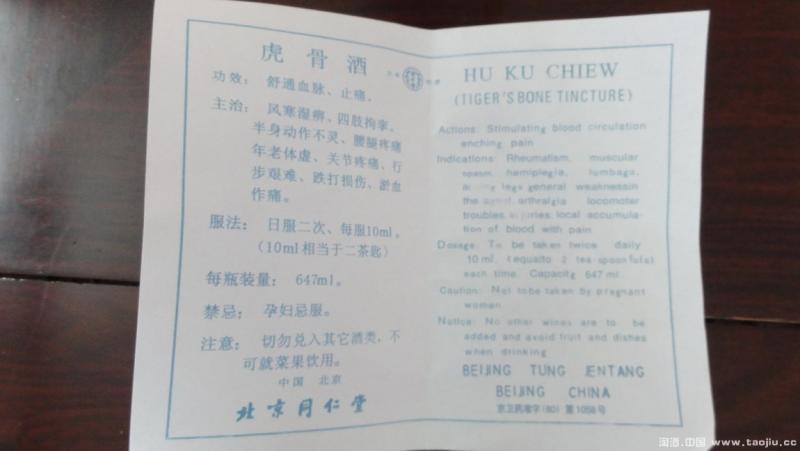 虎骨酒
功效：舒通血脉、止痛。
主治：风寒湿痹、四肢拘挛、
半身动作不灵、腰腿疼痛
年老体虚、关节疼痛、行
步艰难、跌打损伤、淤血
作痛。
服法：日服二次、每服10ml。
（10ml相当于二茶匙）
每瓶装量：647ml。
禁忌：孕妇忌服。
注意：切勿兑入其它酒类，不
可就菜果饮用。
中国 北京
北京同仁堂
HU KU CHIEW
(TIGER'S BONE TINCTURE)
Actions: Stimulating blood circulation
enching pain
Indications: Rheumatism, muscular
spasm, hemiplegia, lumbago,
legs general weaknessin
the arthralgia locomotor
troubles, injuries, local accumula-
tion of blood with pain
Dosage: To be taken twice daily
10 ml. (equalto 2 tea-spoonfuls)
each time. Capacity 647 ml.
Caution: Not tobe taken by pregnant
women
Notice: No other wines are to be
added and avoid fruit and dishes
when drinking
BEIJING TUNG JENTANG
BEIJING CHINA
京卫药准字(80)第1058号
淘酒.中国 www.taojiu.cc